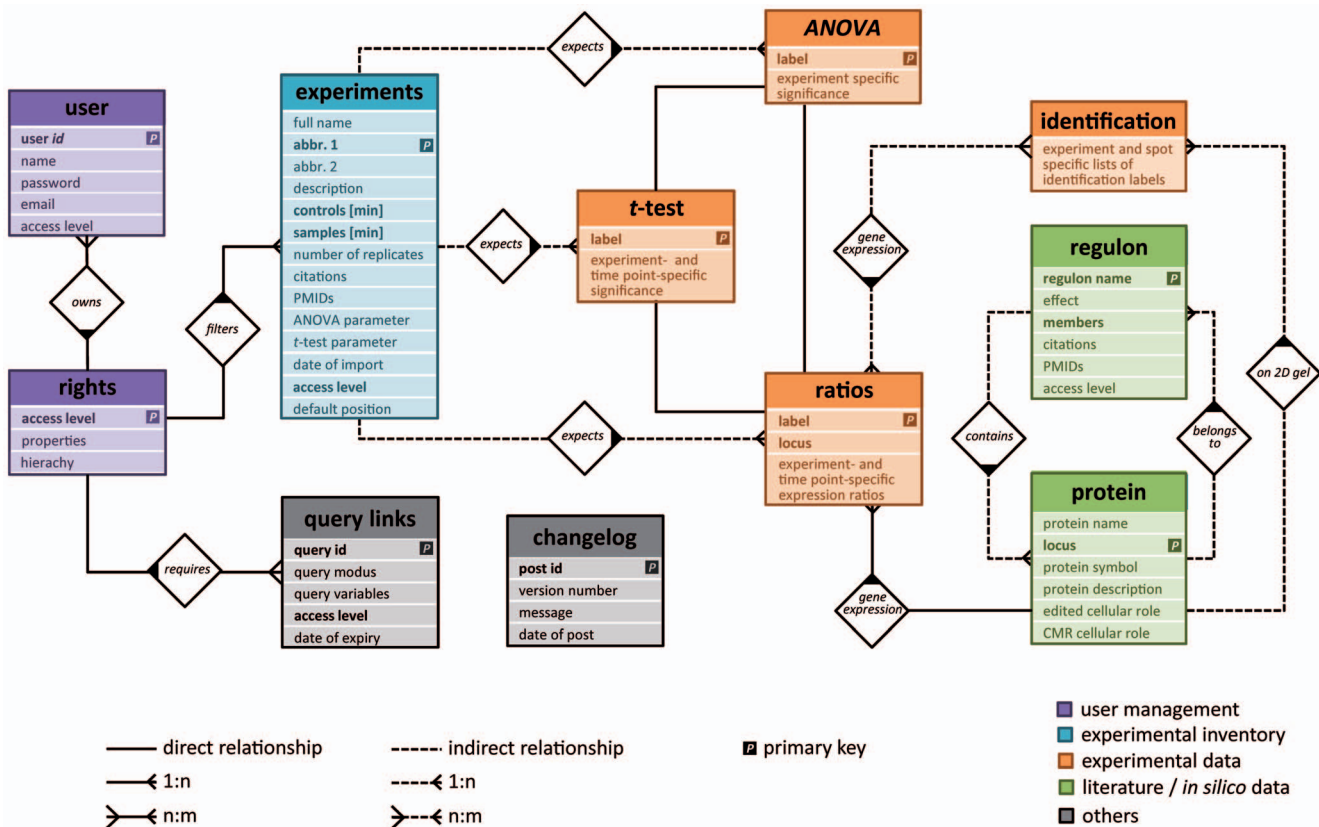 ANOVA
label P
experiment specific
significance
expects
user
user id P
name
password
email
access level
experiments
full name
abbr. 1 P
abbr. 2
description
controls [min]
samples [min]
number of replicates
citations
PMIDs
ANOVA parameter
t-test parameter
date of import
access level
default position
identification
experiment and spot
specific lists of
identification labels
t-test
label P
experiment- and
time point-specific
significance
expects
gene
expression
regulon
regulon name P
effect
members
citations
PMIDs
access level
owns
filters
on 2D gel
rights
access level P
properties
hierachy
ratios
label P
locus
experiment- and
time point-specific
expression ratios
expects
contains
belongs
to
protein
protein name
locus P
protein symbol
protein description
edited cellular role
CMR cellular role
query links
query id P
query modus
query variables
access level
date of expiry
requires
changelog
post id P
version number
message
date of post
gene
expression
direct relationship
1:n
n:m
indirect relationship
1:n
n:m
P primary key
user management
experimental inventory
experimental data
literature / in silico data
others